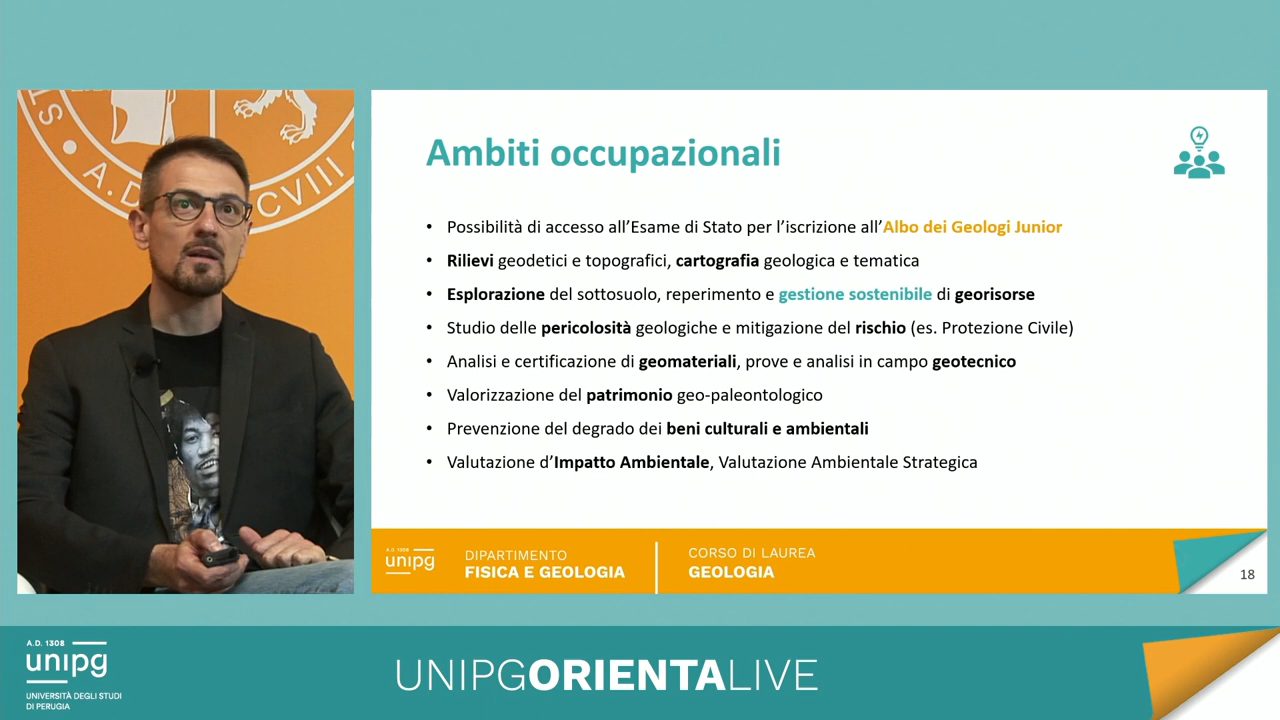 A.D.
CVIII
Ambiti occupazionali
• Possibilità di accesso all’Esame di Stato per l’iscrizione all’Albo dei Geologi Junior
• Rilievi geodetici e topografici, cartografia geologica e tematica
• Esplorazione del sottosuolo, reperimento e gestione sostenibile di georisorse
• Studio delle pericolosità geologiche e mitigazione del rischio (es. Protezione Civile)
• Analisi e certificazione di geomateriali, prove e analisi in campo geotecnico
• Valorizzazione del patrimonio geo-paleontologico
• Prevenzione del degrado dei beni culturali e ambientali
• Valutazione d’Impatto Ambientale, Valutazione Ambientale Strategica
A.D. 1308
unipg
DIPARTIMENTO
FISICA E GEOLOGIA
CORSO DI LAUREA
GEOLOGIA
18
A.D. 1308
unipg
UNIVERSITÀ DEGLI STUDI
DI PERUGIA
UNIPGORIENTALIVE